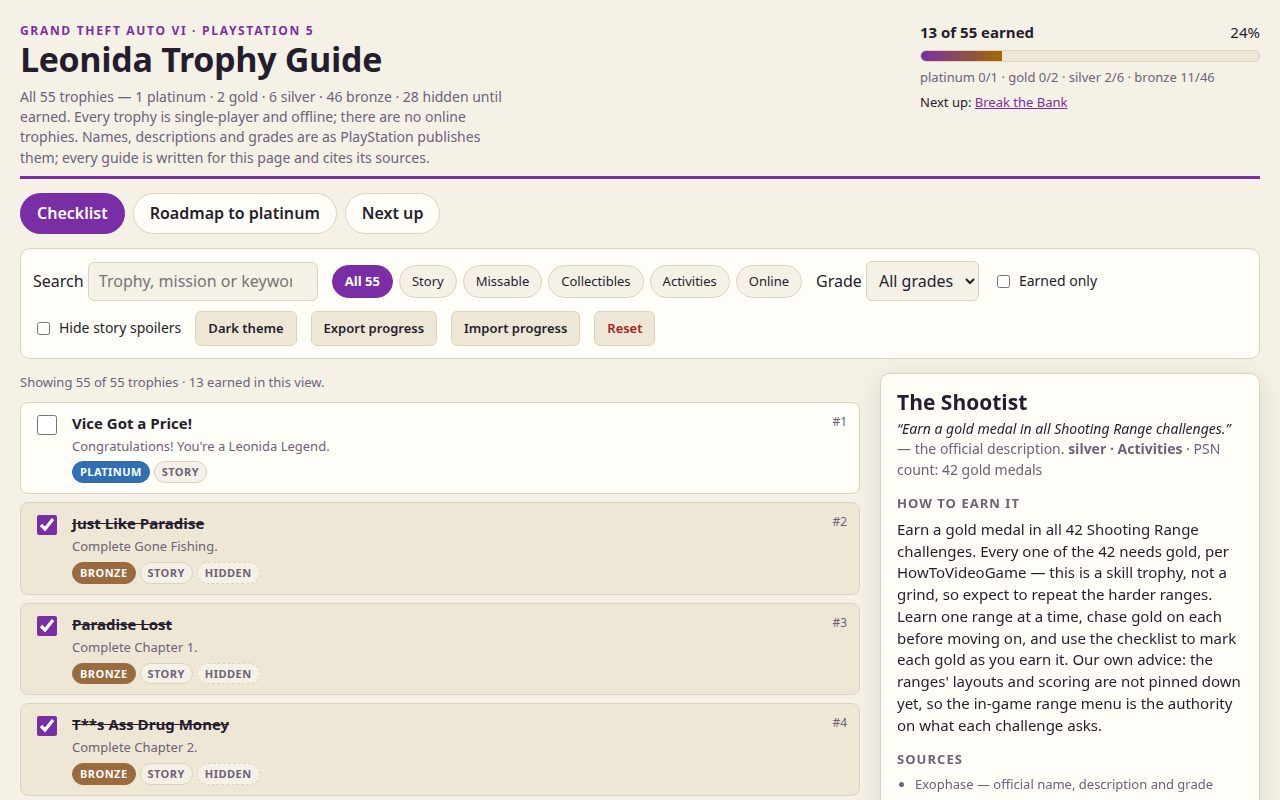 GRAND THEFT AUTO VI · PLAYSTATION 5
Leonida Trophy Guide
All 55 trophies — 1 platinum · 2 gold · 6 silver · 46 bronze · 28 hidden until
earned. Every trophy is single-player and offline; there are no online
trophies. Names, descriptions and grades are as PlayStation publishes
them; every guide is written for this page and cites its sources.
13 of 55 earned 24%
platinum 0/1 · gold 0/2 · silver 2/6 · bronze 11/46
Next up: Break the Bank
Checklist Roadmap to platinum Next up
Search Trophy, mission or keywor All 55 Story Missable Collectibles Activities Online Grade All grades Earned only
Hide story spoilers Dark theme Export progress Import progress Reset
Showing 55 of 55 trophies · 13 earned in this view.
Vice Got a Price! #1
Congratulations! You're a Leonida Legend.
PLATINUM STORY
Just Like Paradise #2
Complete Gone Fishing.
BRONZE STORY HIDDEN
Paradise Lost #3
Complete Chapter 1.
BRONZE STORY HIDDEN
T**s Ass Drug Money #4
Complete Chapter 2.
BRONZE STORY HIDDEN
The Shootist
“Earn a gold medal in all Shooting Range challenges.”
— the official description. silver · Activities · PSN
count: 42 gold medals
HOW TO EARN IT
Earn a gold medal in all 42 Shooting Range
challenges. Every one of the 42 needs gold, per
HowToVideoGame — this is a skill trophy, not a
grind, so expect to repeat the harder ranges.
Learn one range at a time, chase gold on each
before moving on, and use the checklist to mark
each gold as you earn it. Our own advice: the
ranges' layouts and scoring are not pinned down
yet, so the in-game range menu is the authority
on what each challenge asks.
SOURCES
• Exophase — official name, description and grade